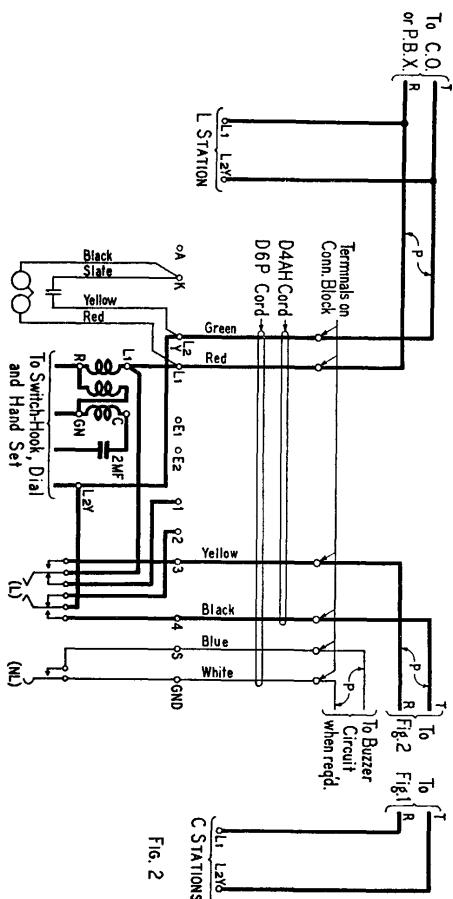 To C.O.
or P.B.X.
T
R
L1
L2Y
L STATION
P
Terminals on
Conn. Block
D4AH Cord
D6P Cord
A
K
Black
Slate
Yellow
Red
L2
Y
L1
Green
Red
E1
E2
1
2
3
4
S
GND
Yellow
Black
Blue
White
R
L1
GN
C
2MF
L2Y
To Switch-Hook, Dial
and Hand Set
(L)
(NL)
P
T
R
To
Fig.2
P
To Buzzer
Circuit
when req'd.
T
R
To
Fig.1
L1
L2Y
C STATIONS
FIG. 2